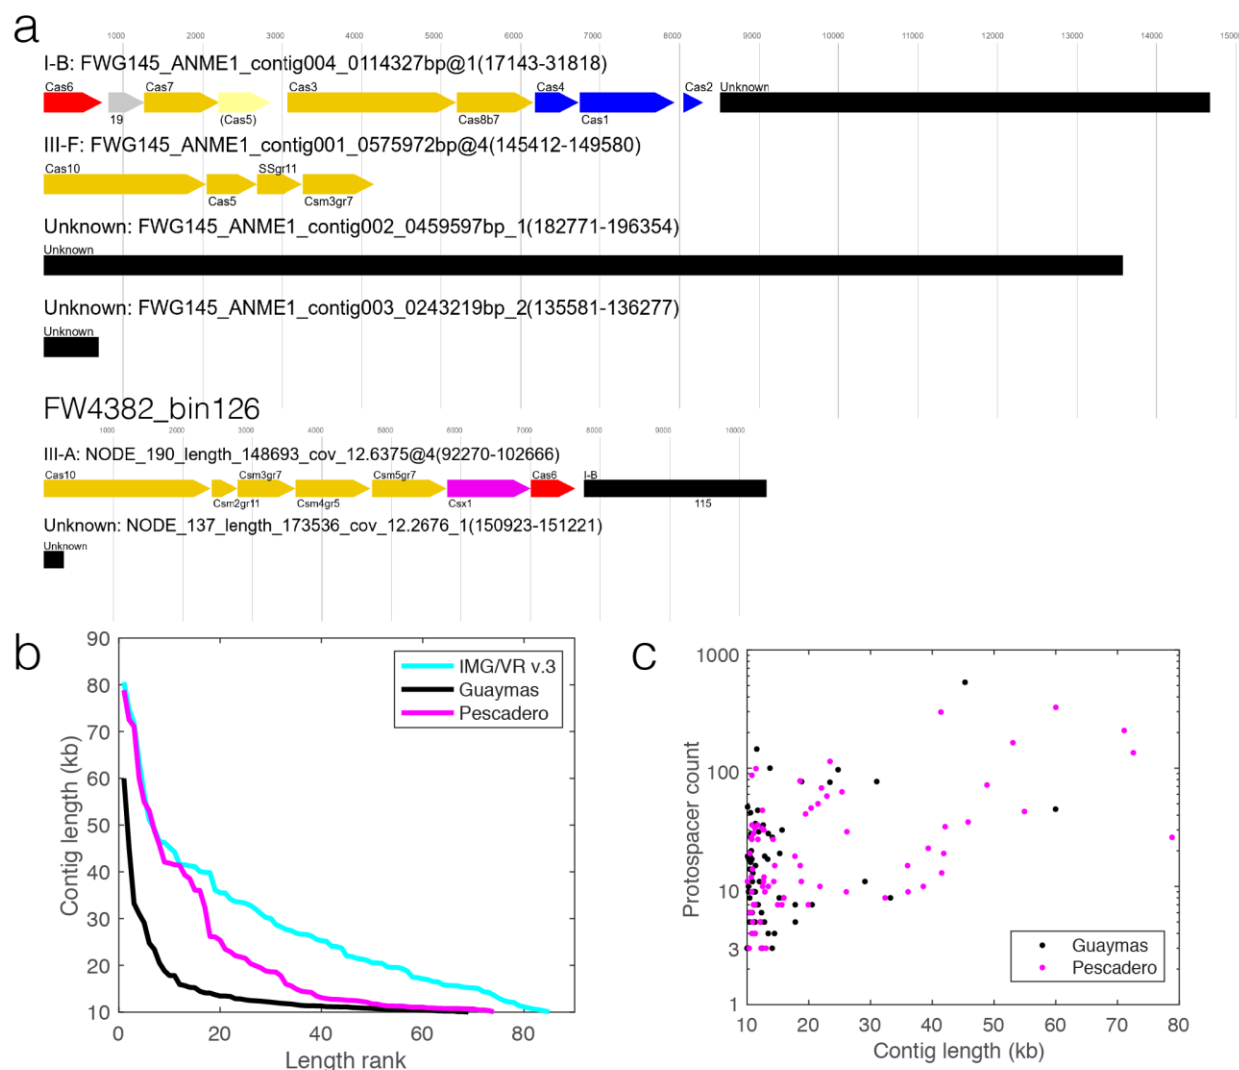 a
1000 2000 3000 4000 5000 6000 7000 8000 9000 10000 11000 12000 13000 14000 1500
I-B: FWG145_ANME1_contig004_0114327bp@1(17143-31818)
Cas6 Cas7 Cas3 Cas4 Cas2 Unknown
19 (Cas5) Cas8b7 Cas1
III-F: FWG145_ANME1_contig001_0575972bp@4(145412-149580)
Cas10 SSgr11
Cas5 Csm3gr7
Unknown: FWG145_ANME1_contig002_0459597bp_1(182771-196354)
Unknown
Unknown: FWG145_ANME1_contig003_0243219bp_2(135581-136277)
Unknown
FW4382_bin126
1000 2000 3000 4000 5000 6000 7000 8000 9000 10000
III-A: NODE_190_length_148693_cov_12.6375@4(92270-102666)
Cas10 Csm3gr7 Csm5gr7 Cas6 I-B
Csm2gr11 Csm4gr5 Csx1 115
Unknown: NODE_137_length_173536_cov_12.2676_1(150923-151221)
Unknown
b
90
80
70
60
50
40
30
20
10
Contig length (kb)
IMG/VR v.3
Guaymas
Pescadero
0 20 40 60 80
Length rank
c
1000
100
10
3
1
Protospacer count
Guaymas
Pescadero
10 20 30 40 50 60 70 80
Contig length (kb)